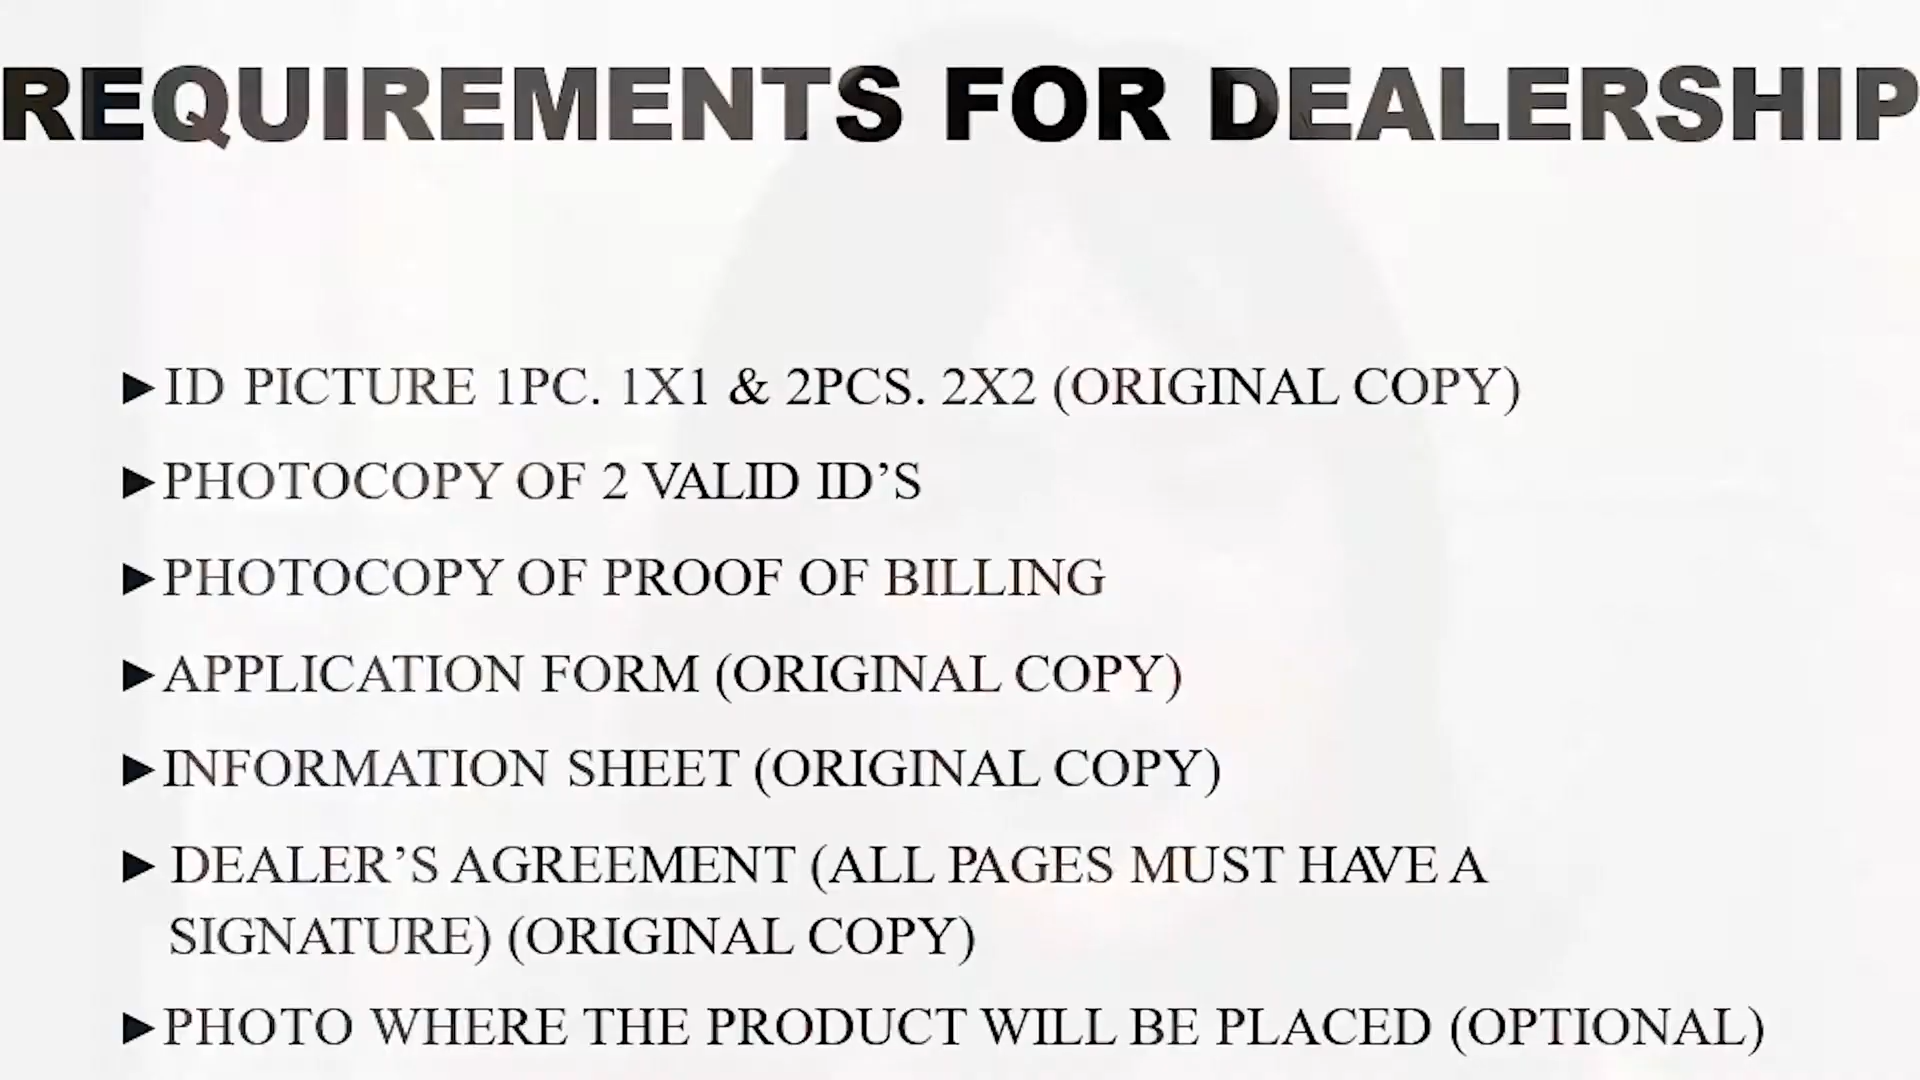 REQUIREMENTS FOR DEALERSHIP
►ID PICTURE 1PC. 1X1 & 2PCS. 2X2 (ORIGINAL COPY)
►PHOTOCOPY OF 2 VALID ID’S
►PHOTOCOPY OF PROOF OF BILLING
►APPLICATION FORM (ORIGINAL COPY)
►INFORMATION SHEET (ORIGINAL COPY)
► DEALER’S AGREEMENT (ALL PAGES MUST HAVE A
SIGNATURE) (ORIGINAL COPY)
►PHOTO WHERE THE PRODUCT WILL BE PLACED (OPTIONAL)